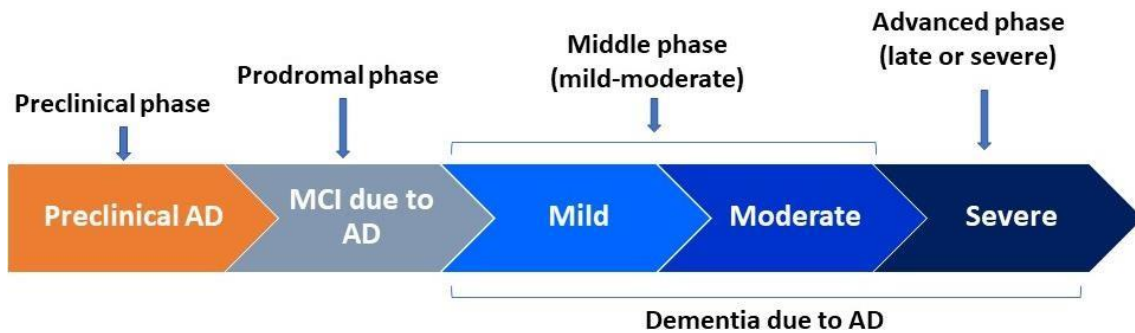 Preclinical phase
Prodromal phase
Middle phase
(mild-moderate)
Advanced phase
(late or severe)
Preclinical AD
MCI due to
AD
Mild
Moderate
Severe
Dementia due to AD